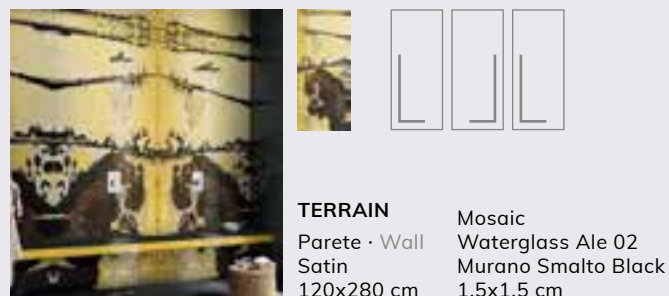 TERRAIN
Parete · Wall
Satin
120x280 cm
Mosaic
Waterglass Ale 02
Murano Smalto Black
1.5x1.5 cm